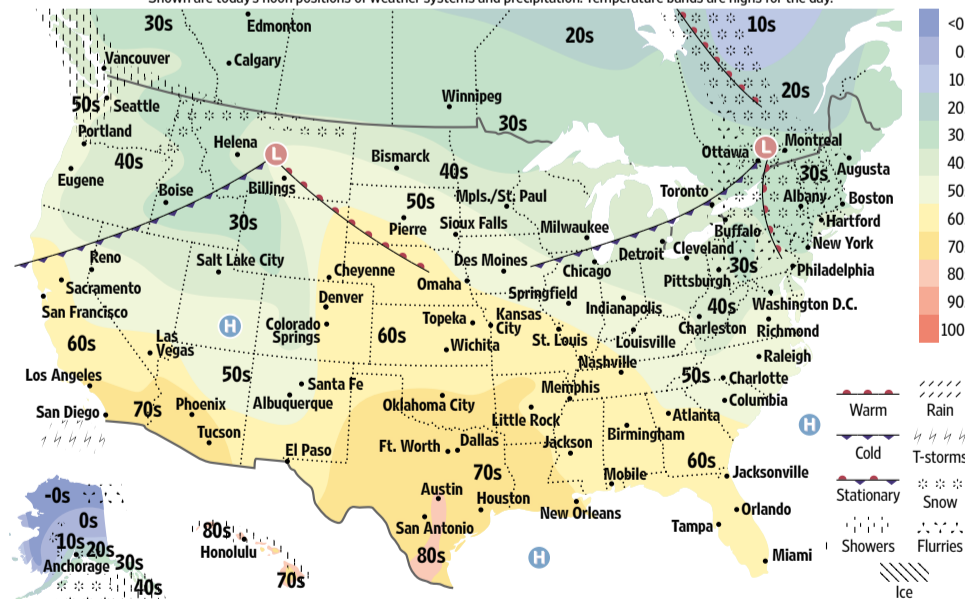 Shown are today's noon positions of weather systems and precipitation. Temperature bands are highs for the day.
30s
Edmonton
20s
10s
<0
0
10
20
30
40
50
60
70
80
90
100
Vancouver
Calgary
50s
Seattle
Winnipeg
20s
30s
Portland
Helena
L
Ottawa
L
Montreal
40s
Bismarck
40s
30s
Augusta
Eugene
Boise
Billings
Mpls./St. Paul
Toronto
Albany
Boston
30s
50s
Pierre
Sioux Falls
Milwaukee
Buffalo
Hartford
Reno
Salt Lake City
Cheyenne
Des Moines
Chicago
Detroit
Cleveland
New York
Sacramento
Omaha
Pittsburgh
30s
Philadelphia
San Francisco
Denver
Springfield
Indianapolis
40s
Washington D.C.
H
Colorado
Springs
Topeka
Kansas
City
St. Louis
Louisville
Charleston
Richmond
60s
Las
Vegas
60s
Wichita
Nashville
Raleigh
Los Angeles
50s
Santa Fe
50s
Charlotte
San Diego
70s
Phoenix
Albuquerque
Oklahoma City
Memphis
Columbia
Tucson
Little Rock
Atlanta
H
El Paso
Ft. Worth
Dallas
Jackson
Birmingham
60s
70s
Mobile
Jacksonville
Austin
Houston
New Orleans
Orlando
San Antonio
Tampa
80s
H
Miami
-0s
0s
10s
20s
30s
Anchorage
40s
80s
Honolulu
70s
Warm
Rain
Cold
T-storms
Stationary
Snow
Showers
Flurries
Ice